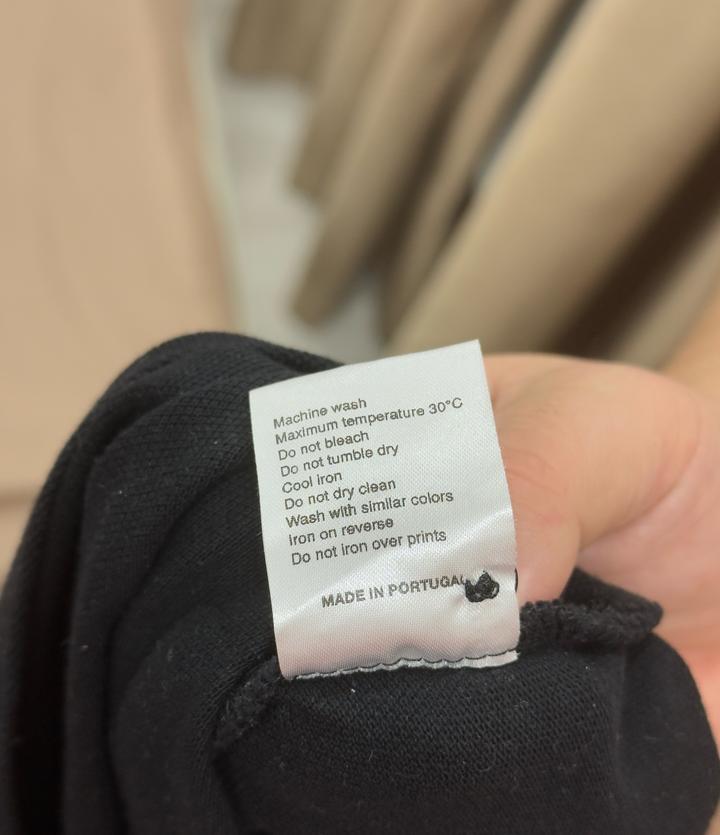 Machine wash
Maximum temperature 30°C
Do not bleach
Do not tumble dry
Cool iron
Do not dry clean
Wash with similar colors
Iron on reverse
Do not iron over prints
MADE IN PORTUGAL